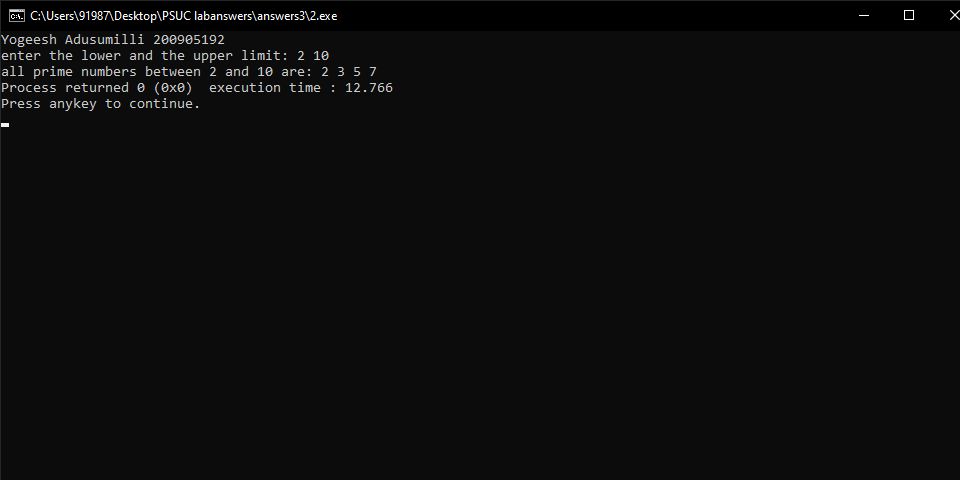 C:\Users\91987\Desktop\PSUC labanswers\answers3\2.exe
Yogeesh Adusumilli 200905192
enter the lower and the upper limit: 2 10
all prime numbers between 2 and 10 are: 2 3 5 7
Process returned 0 (0x0)  execution time : 12.766
Press anykey to continue.